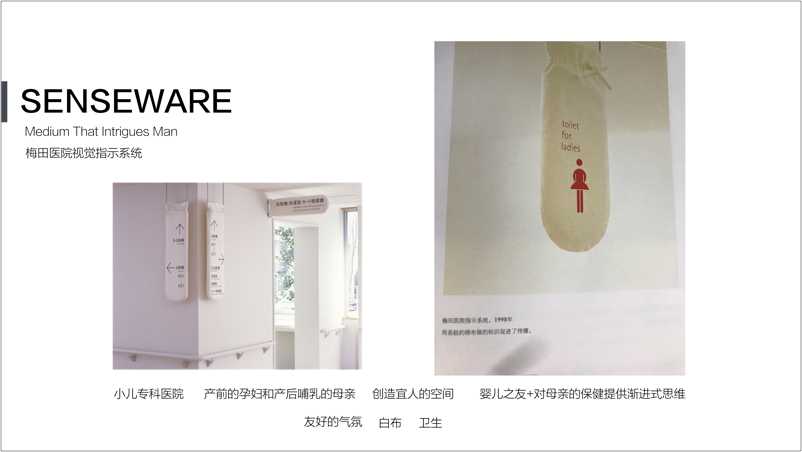 SENSEWARE
Medium That Intrigues Man
梅田医院视觉指示系统
toilet
for
ladies
梅田医院指示系统，1998年
用易脏的棉布做的标识促进了传播。
小儿专科医院
产前的孕妇和产后哺乳的母亲
创造宜人的空间
婴儿之友+对母亲的保健提供渐进式思维
友好的气氛
白布
卫生